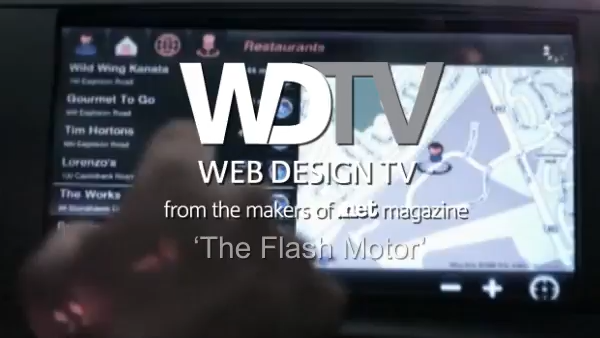 Restaurants
Wild Wing Kanata
Gourmet To Go
Tim Hortons
Lorenzo's
The Works
WDTV
WEB DESIGN TV
from the makers of .net magazine
‘The Flash Motor’